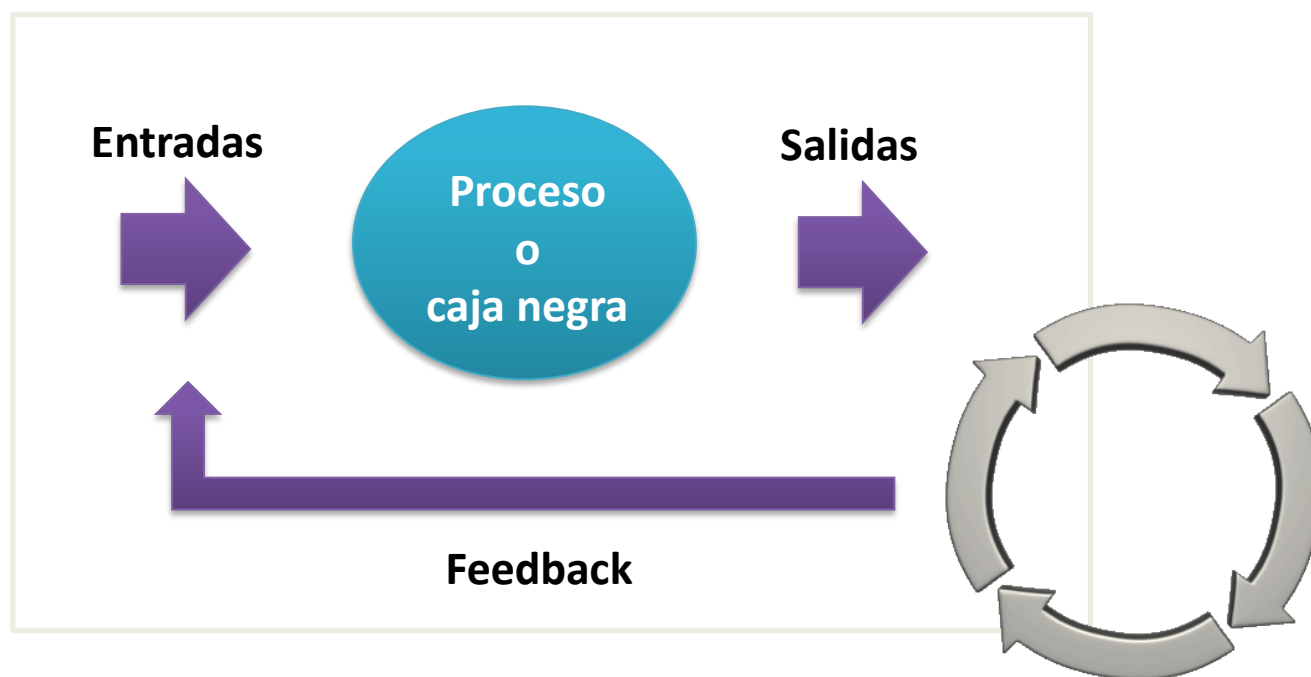 Entradas
Salidas
Proceso
o
caja negra
Feedback